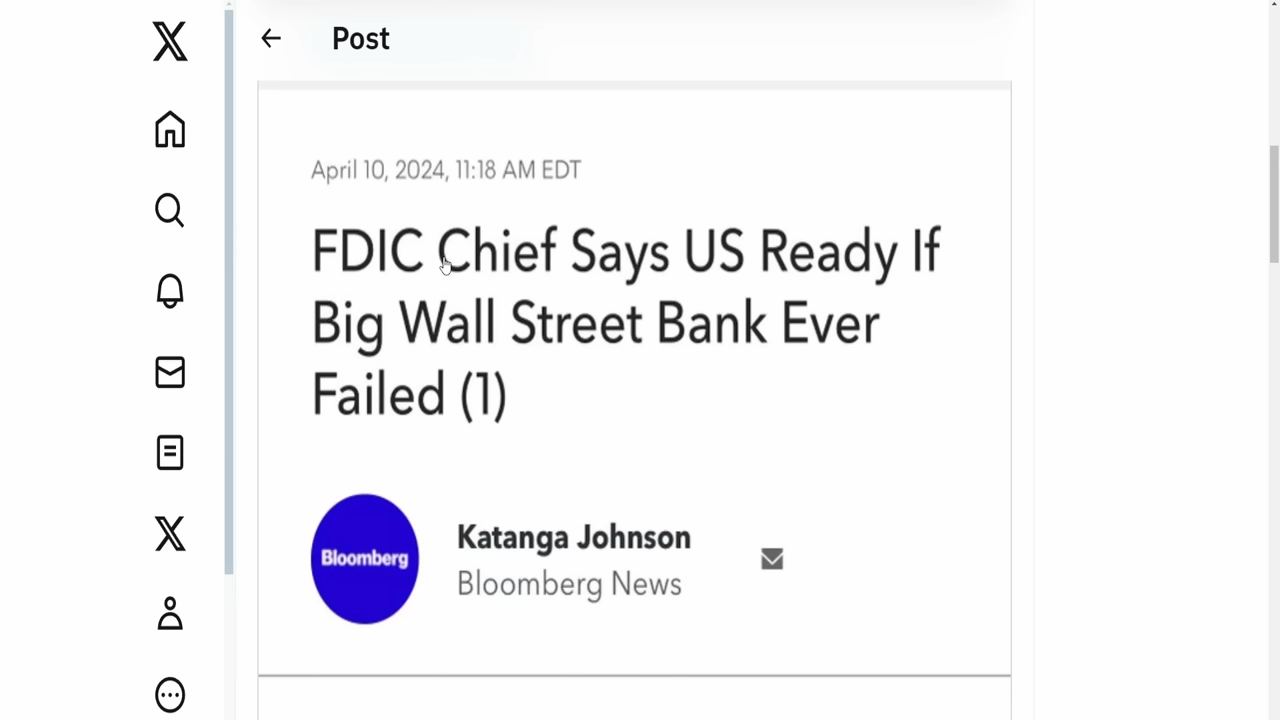 Post
April 10, 2024, 11:18 AM EDT
FDIC Chief Says US Ready If
Big Wall Street Bank Ever
Failed (1)
Bloomberg
Katanga Johnson
Bloomberg News